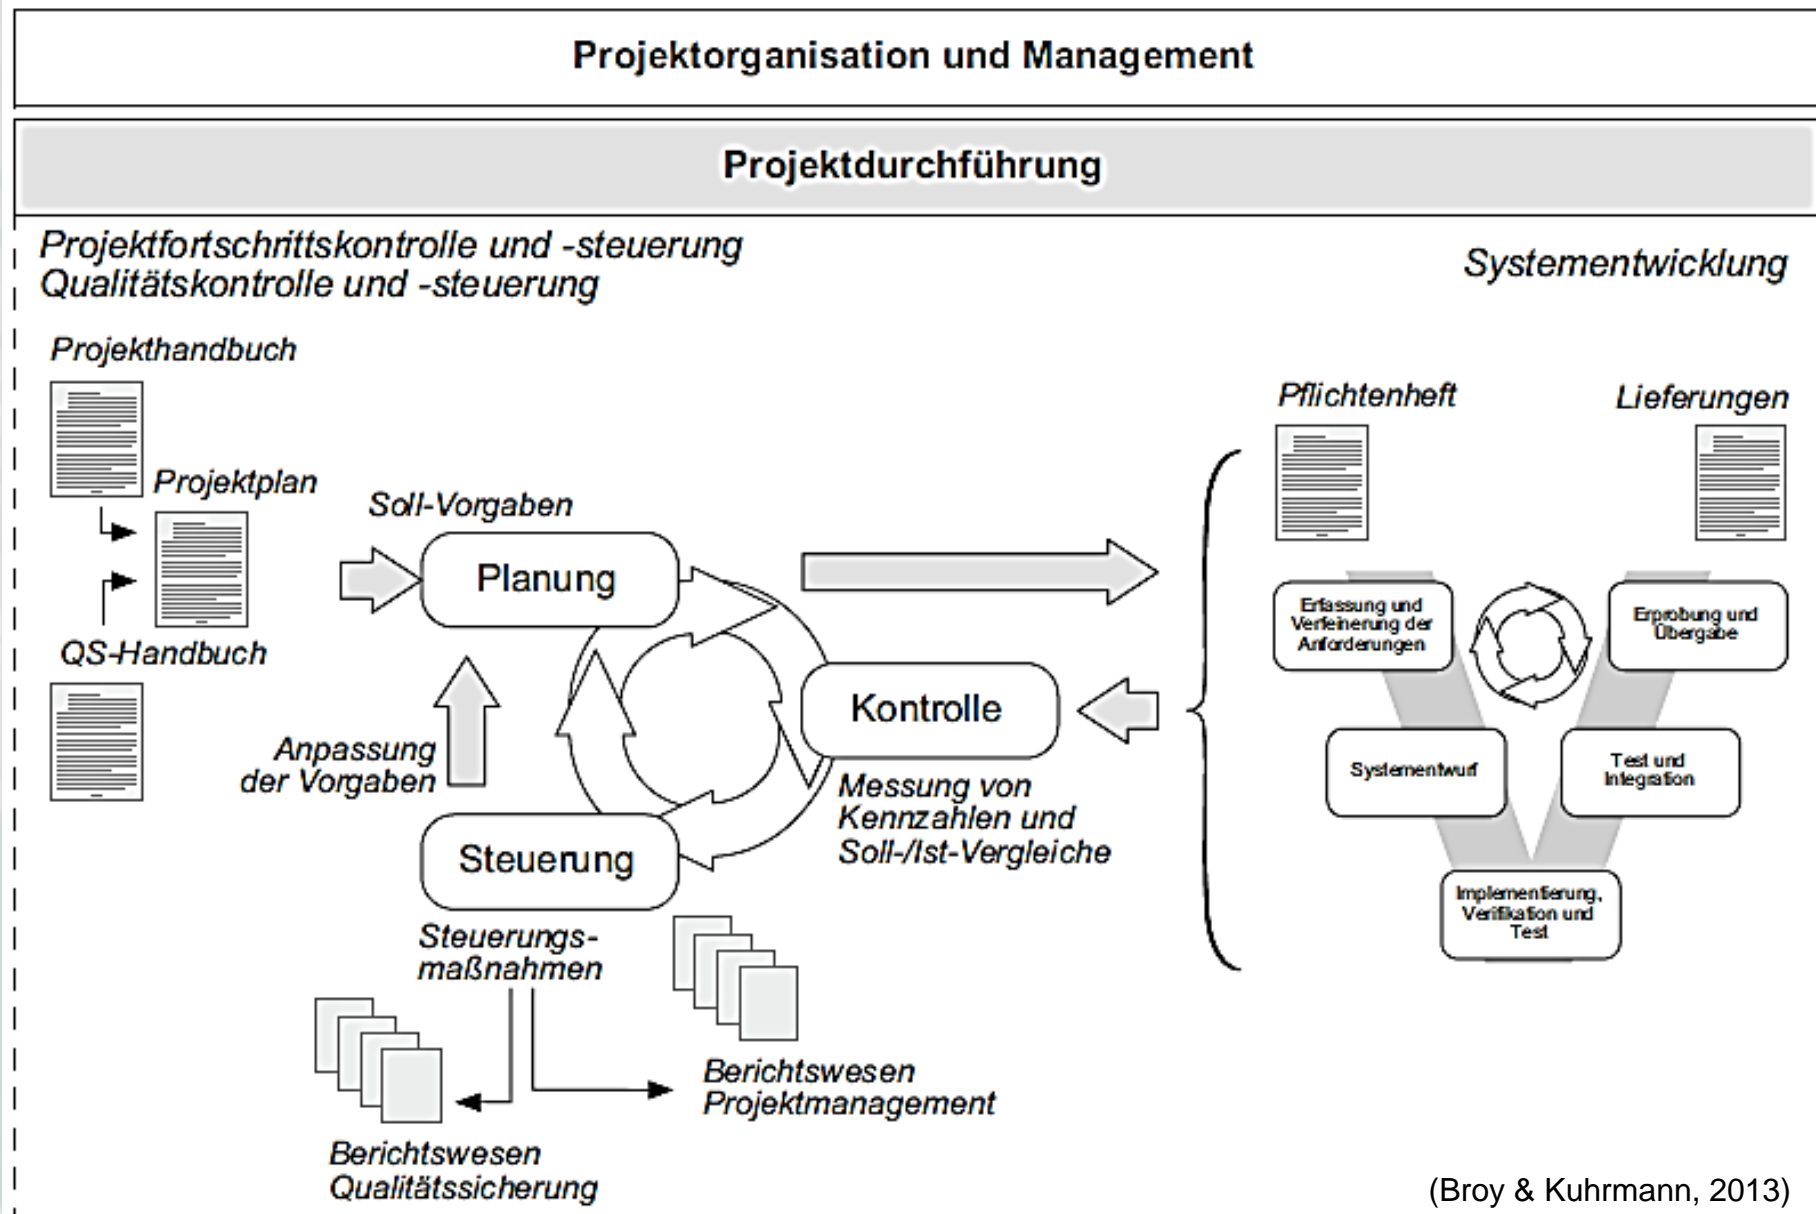 Projektorganisation und Management
Projektdurchführung
Projektfortschrittskontrolle und -steuerung
Qualitätskontrolle und -steuerung
Systementwicklung
Projekthandbuch
Projektplan
QS-Handbuch
Soll-Vorgaben
Planung
Kontrolle
Messung von
Kennzahlen und
Soll-/Ist-Vergleiche
Anpassung
der Vorgaben
Steuerung
Steuerungs-
maßnahmen
Berichtswesen
Projektmanagement
Berichtswesen
Qualitätssicherung
Pflichtenheft
Lieferungen
Erfassung und
Verfeinerung der
Anforderungen
Erprobung und
Übergabe
Systementwurf
Test und
Integration
Implementierung,
Verifikation und
Test
(Broy & Kuhrmann, 2013)